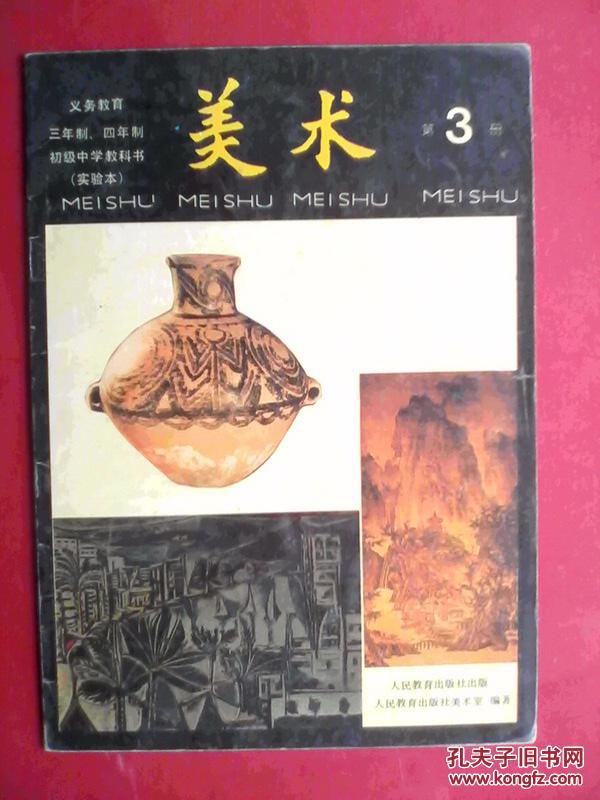 义务教育
三年制、四年制
初级中学教科书
(实验本)
美术
第3册
MEISHU MEISHU MEISHU MEISHU
人民教育出版社出版
人民教育出版社美术室 编著
孔夫子旧书网
www.kongfz.com